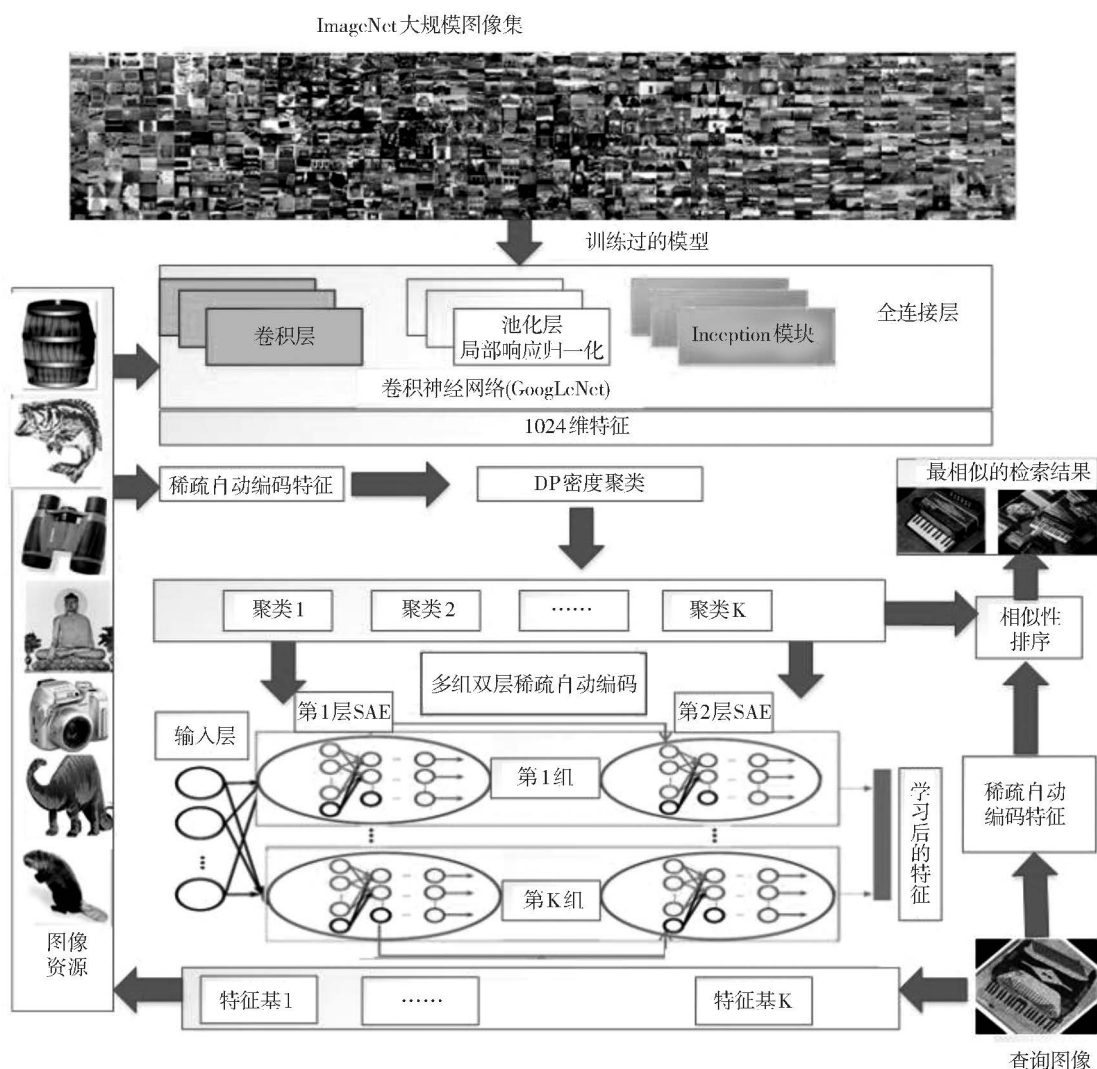 ImageNet大规模图像集
训练过的模型
卷积层
池化层
局部响应归一化
Inception模块
全连接层
卷积神经网络(GoogLeNet)
1024维特征
稀疏自动编码特征
DP密度聚类
最相似的检索结果
聚类1
聚类2
……
聚类K
相似性
排序
多组双层稀疏自动编码
第1层SAE
第2层SAE
输入层
第1组
第K组
学习后的特征
稀疏自动
编码特征
图像
资源
特征基1
……
特征基K
查询图像